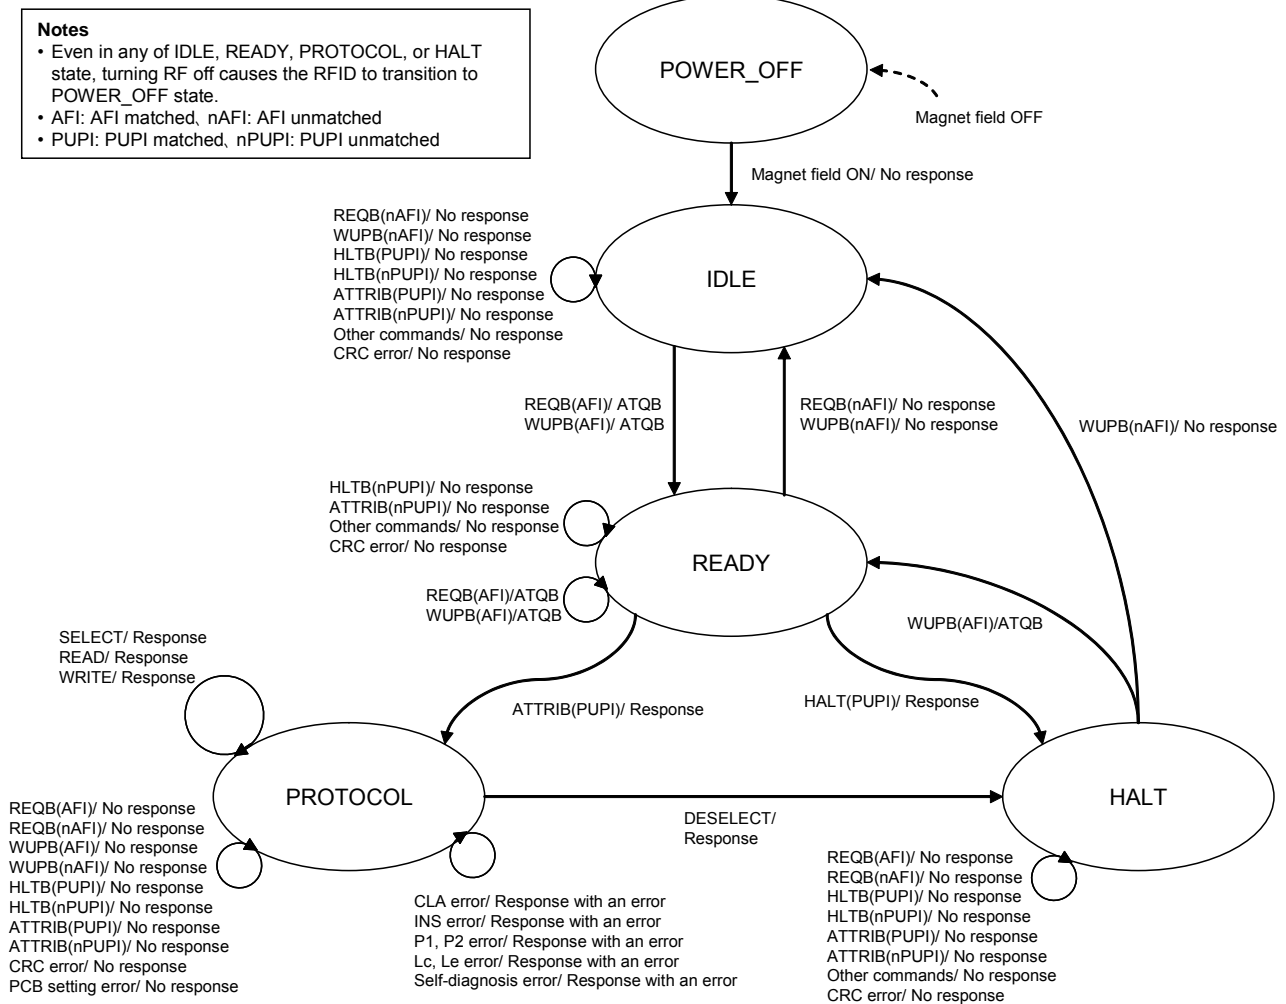 Notes
• Even in any of IDLE, READY, PROTOCOL, or HALT
state, turning RF off causes the RFID to transition to
POWER_OFF state.
• AFI: AFI matched、nAFI: AFI unmatched
• PUPI: PUPI matched、nPUPI: PUPI unmatched
POWER_OFF
Magnet field OFF
Magnet field ON/ No response
REQB(nAFI)/ No response
WUPB(nAFI)/ No response
HLTB(PUPI)/ No response
HLTB(nPUPI)/ No response
ATTRIB(PUPI)/ No response
ATTRIB(nPUPI)/ No response
Other commands/ No response
CRC error/ No response
IDLE
REQB(AFI)/ ATQB
WUPB(AFI)/ ATQB
REQB(nAFI)/ No response
WUPB(nAFI)/ No response
WUPB(nAFI)/ No response
HLTB(nPUPI)/ No response
ATTRIB(nPUPI)/ No response
Other commands/ No response
CRC error/ No response
READY
REQB(AFI)/ATQB
WUPB(AFI)/ATQB
WUPB(AFI)/ATQB
SELECT/ Response
READ/ Response
WRITE/ Response
ATTRIB(PUPI)/ Response
HALT(PUPI)/ Response
PROTOCOL
HALT
DESELECT/
Response
REQB(AFI)/ No response
REQB(nAFI)/ No response
WUPB(AFI)/ No response
WUPB(nAFI)/ No response
HLTB(PUPI)/ No response
HLTB(nPUPI)/ No response
ATTRIB(PUPI)/ No response
ATTRIB(nPUPI)/ No response
CRC error/ No response
PCB setting error/ No response
CLA error/ Response with an error
INS error/ Response with an error
P1, P2 error/ Response with an error
Lc, Le error/ Response with an error
Self-diagnosis error/ Response with an error
REQB(AFI)/ No response
REQB(nAFI)/ No response
HLTB(PUPI)/ No response
HLTB(nPUPI)/ No response
ATTRIB(PUPI)/ No response
ATTRIB(nPUPI)/ No response
Other commands/ No response
CRC error/ No response